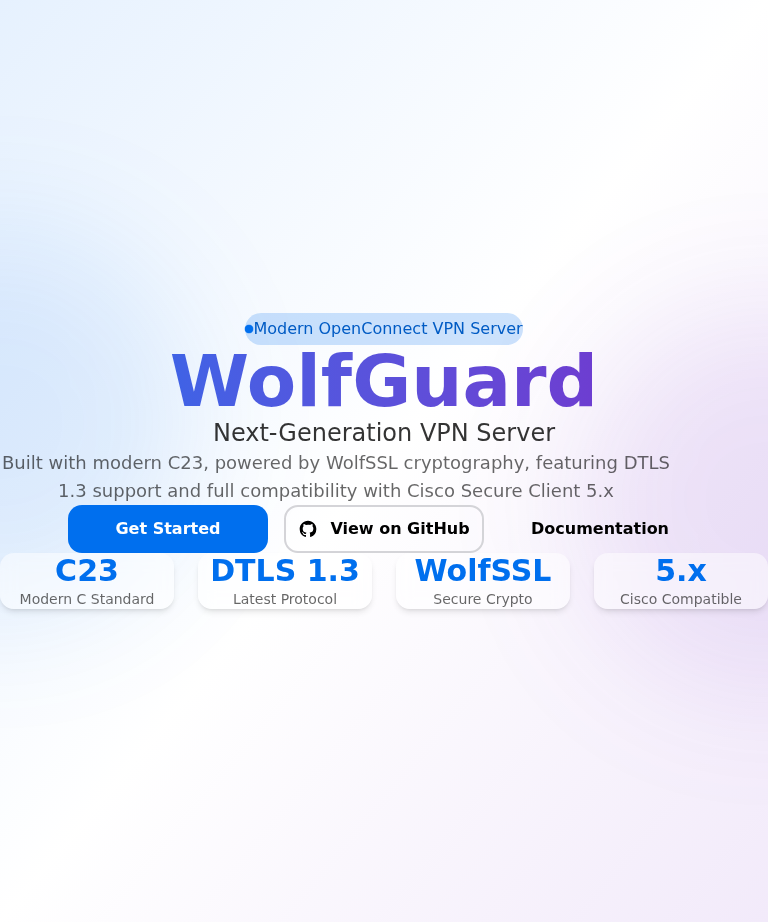 Modern OpenConnect VPN Server
WolfGuard
Next-Generation VPN Server
Built with modern C23, powered by WolfSSL cryptography, featuring DTLS
1.3 support and full compatibility with Cisco Secure Client 5.x
Get Started
View on GitHub
Documentation
C23
Modern C Standard
DTLS 1.3
Latest Protocol
WolfSSL
Secure Crypto
5.x
Cisco Compatible